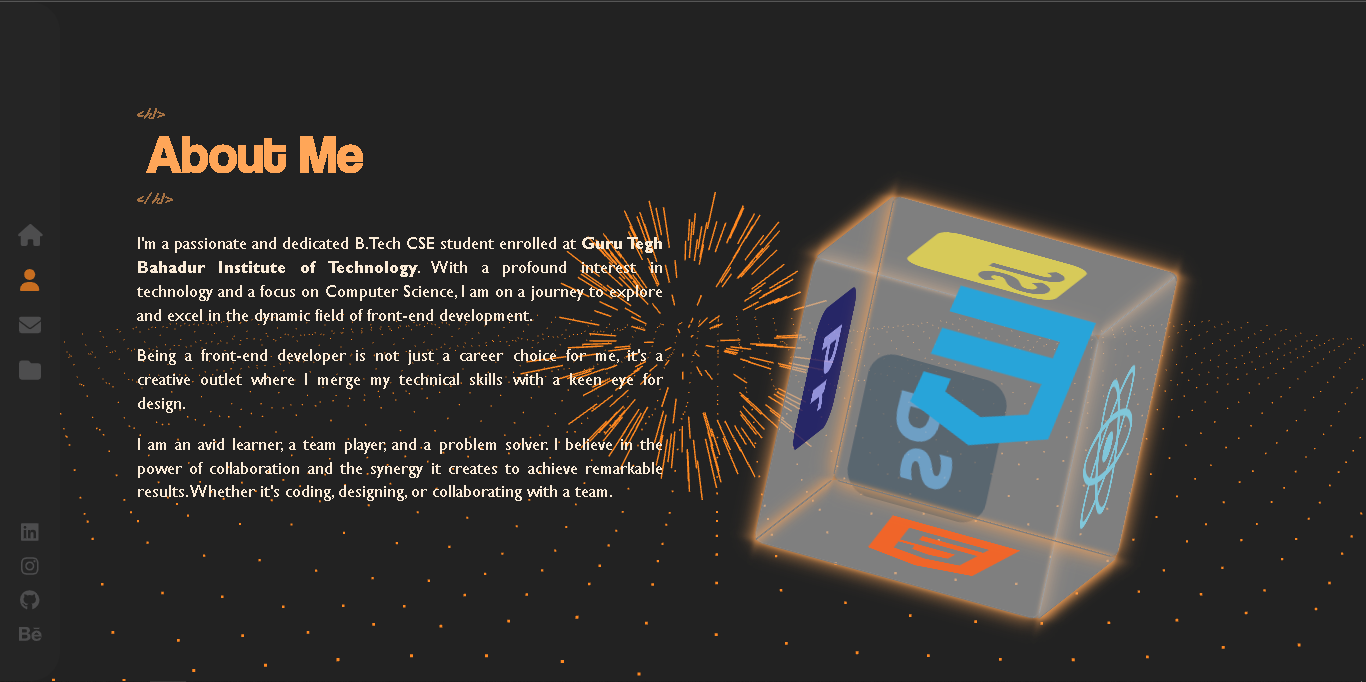 <h1>
About Me
</h1>
I'm a passionate and dedicated B.Tech CSE student enrolled at Guru Tegh
Bahadur Institute of Technology. With a profound interest in
technology and a focus on Computer Science, I am on a journey to explore
and excel in the dynamic field of front-end development.
Being a front-end developer is not just a career choice for me, it's a
creative outlet where I merge my technical skills with a keen eye for
design.
I am an avid learner, a team player, and a problem solver. I believe in the
power of collaboration and the synergy it creates to achieve remarkable
results.Whether it's coding, designing, or collaborating with a team.
JS
Pr
Ps
in
Bē